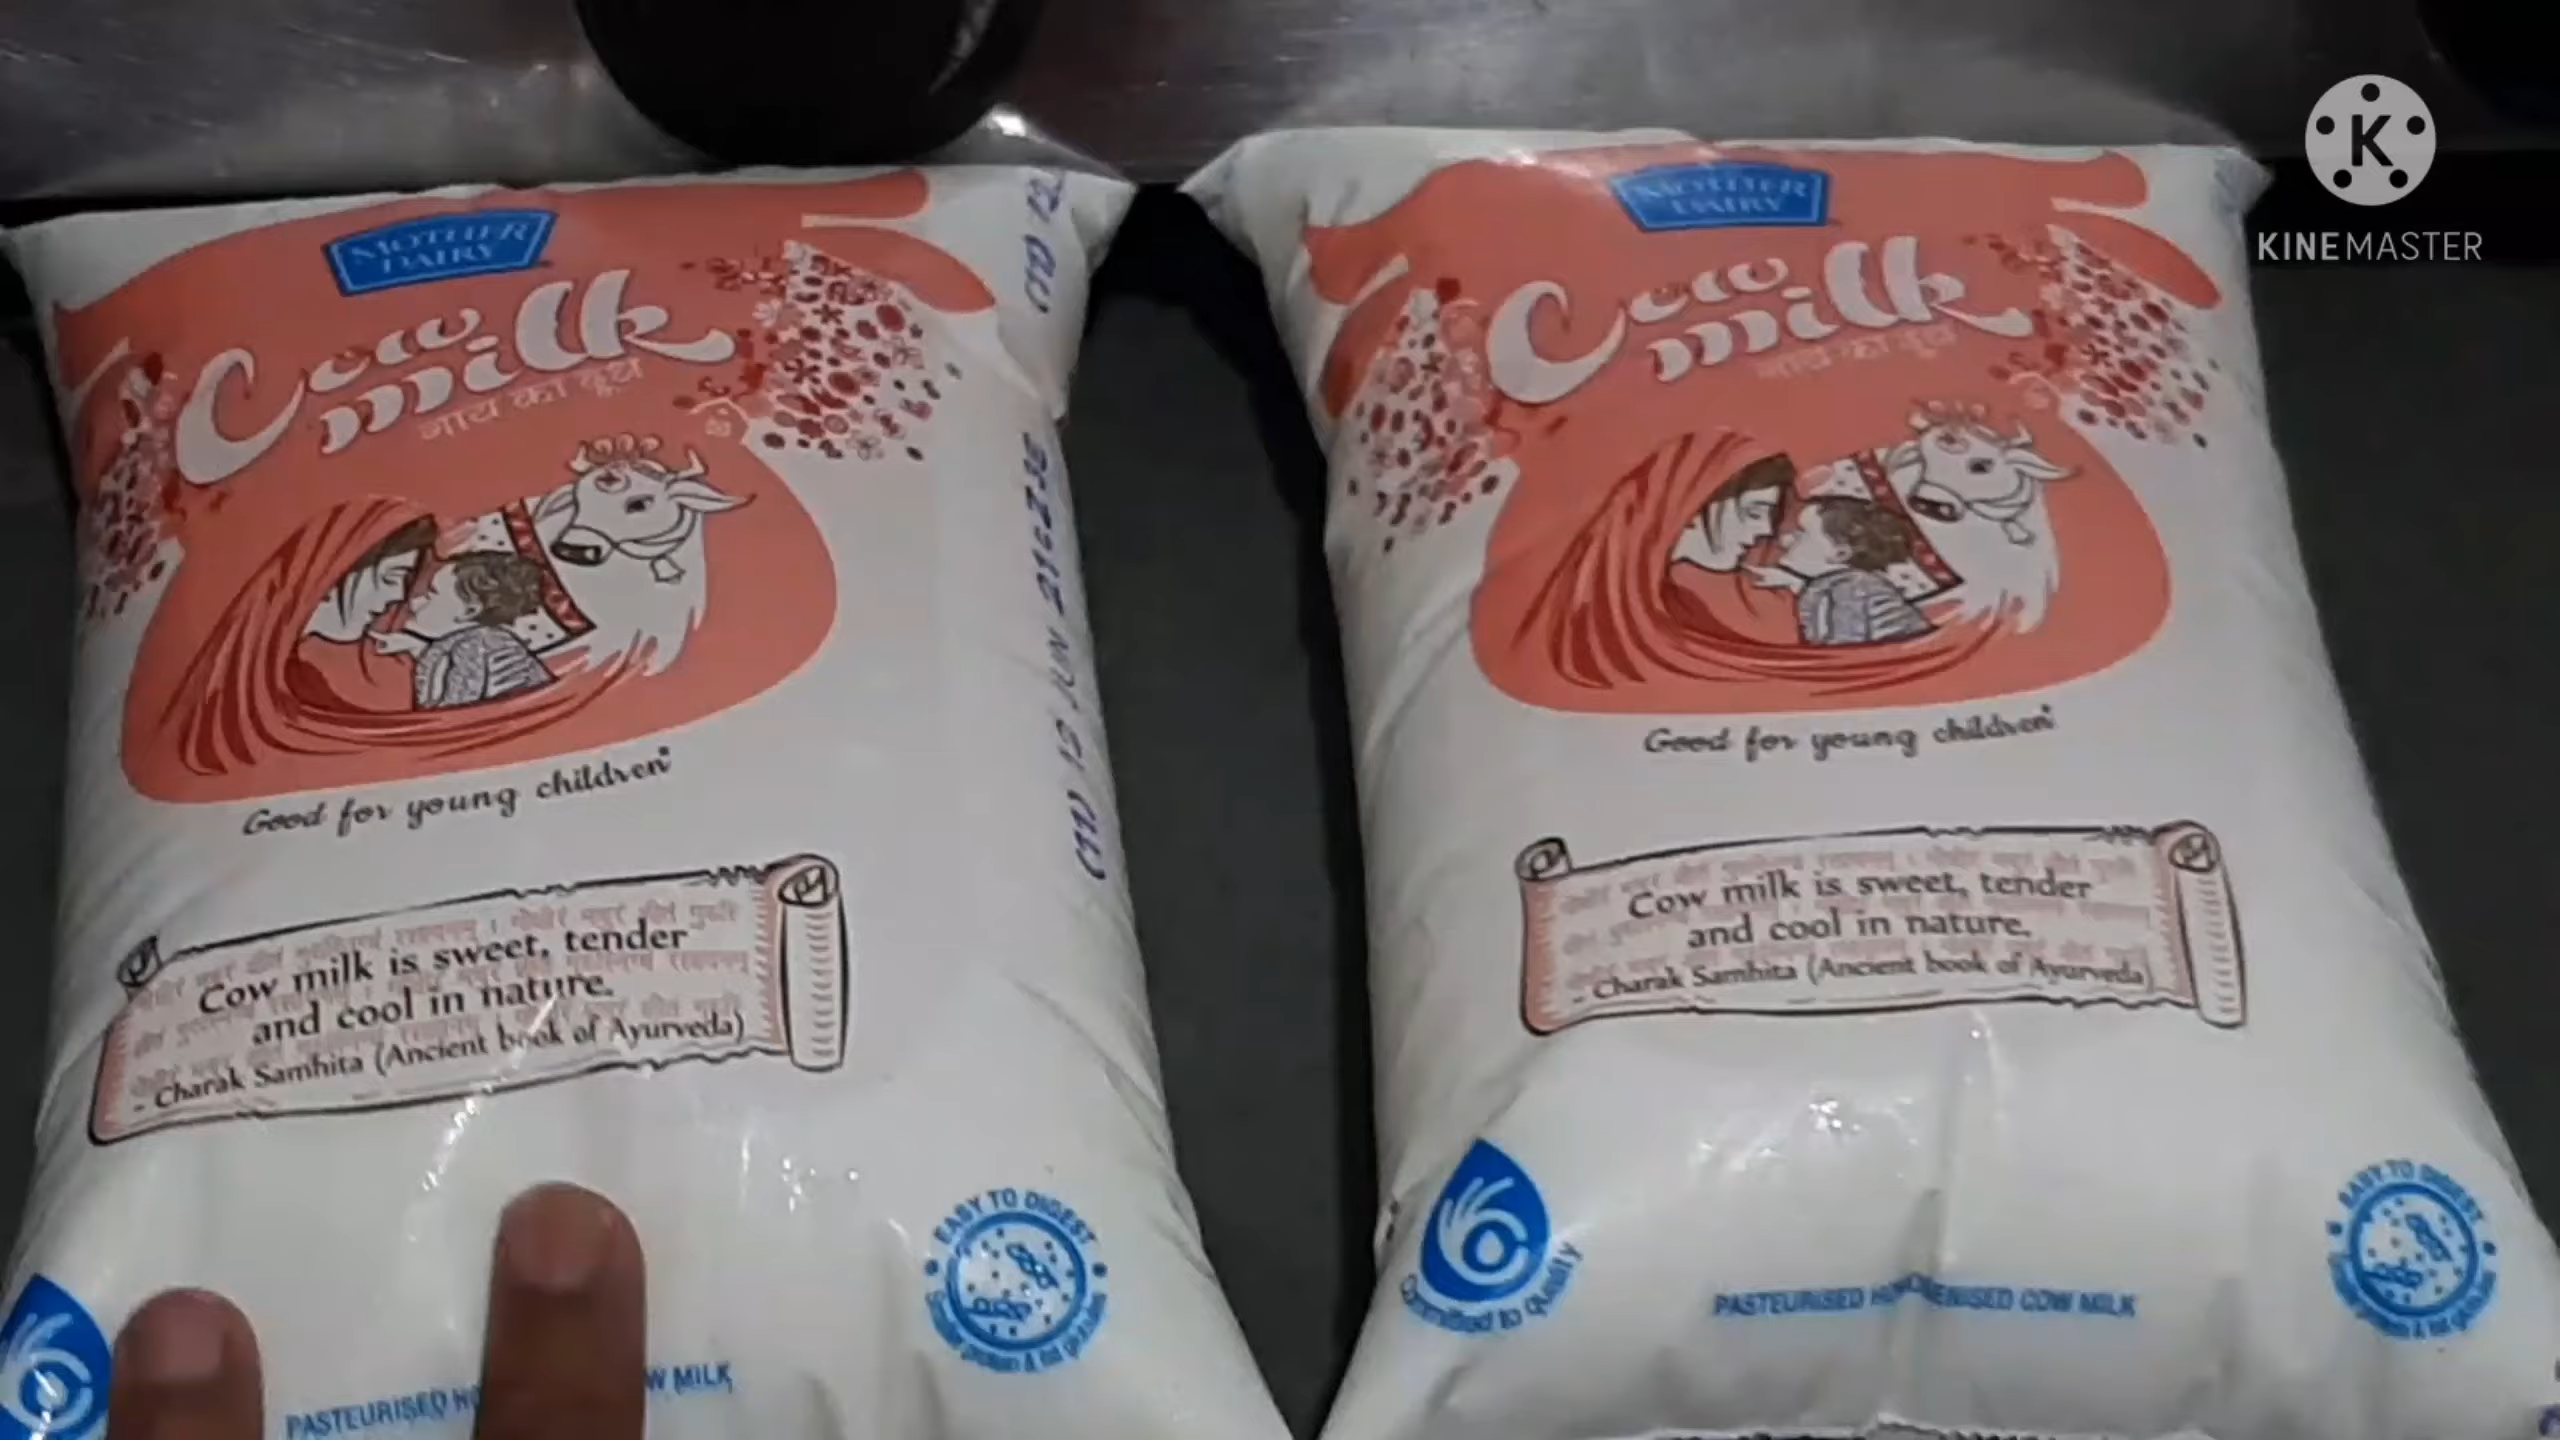 MOTHER
DAIRY
Cow
milk
गाय का दूध
Good for young children*
Cow milk is sweet, tender
and cool in nature.
- Charak Samhita (Ancient book of Ayurveda)
EASY TO DIGEST
PASTEURISED
W MILK
MOTHER
DAIRY
Cow
milk
गाय का दूध
Good for young children*
Cow milk is sweet, tender
and cool in nature.
- Charak Samhita (Ancient book of Ayurveda)
Committed to Quality
EASY TO DIGEST
PASTEURISED HOMOGENISED COW MILK
K
KINEMASTER